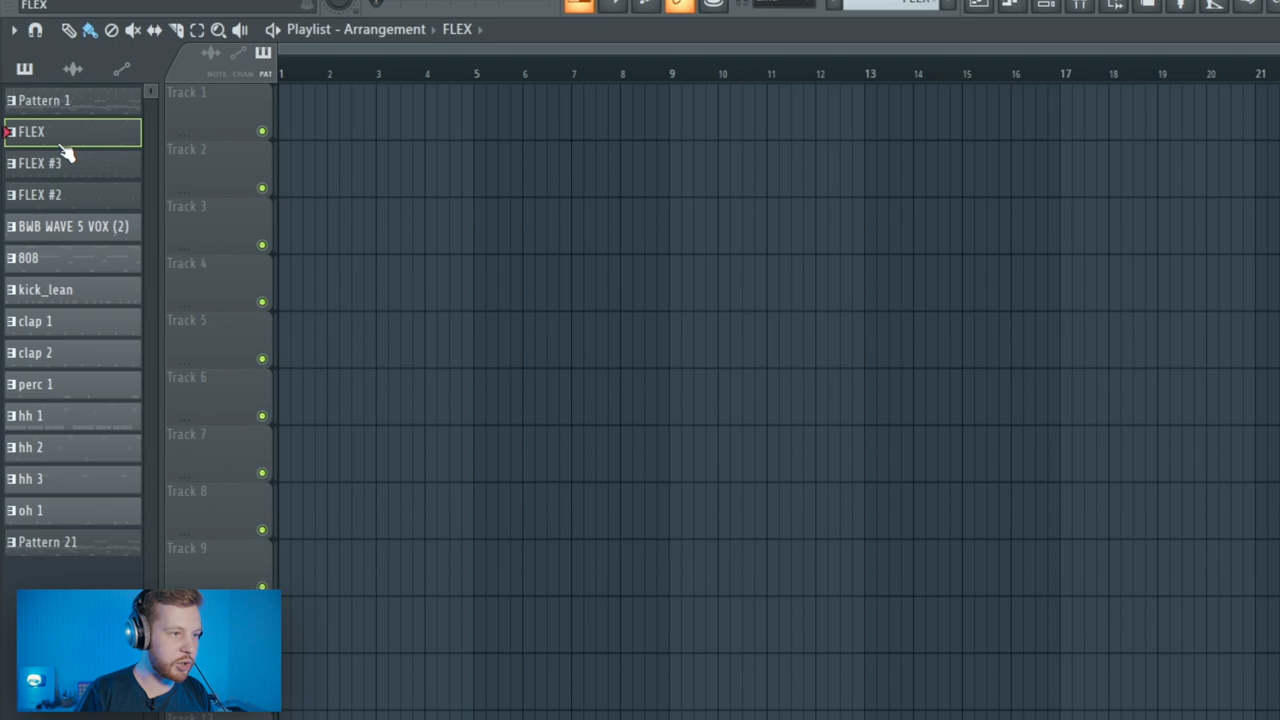 FLEX
Playlist - Arrangement › FLEX ›
NOTE CHAN PAT
1 2 3 4 5 6 7 8 9 10 11 12 13 14 15 16 17 18 19 20 21
Pattern 1
FLEX
FLEX #3
FLEX #2
BWB WAVE 5 VOX (2)
808
kick_lean
clap 1
clap 2
perc 1
hh 1
hh 2
hh 3
oh 1
Pattern 21
Track 1
Track 2
Track 3
Track 4
Track 5
Track 6
Track 7
Track 8
Track 9